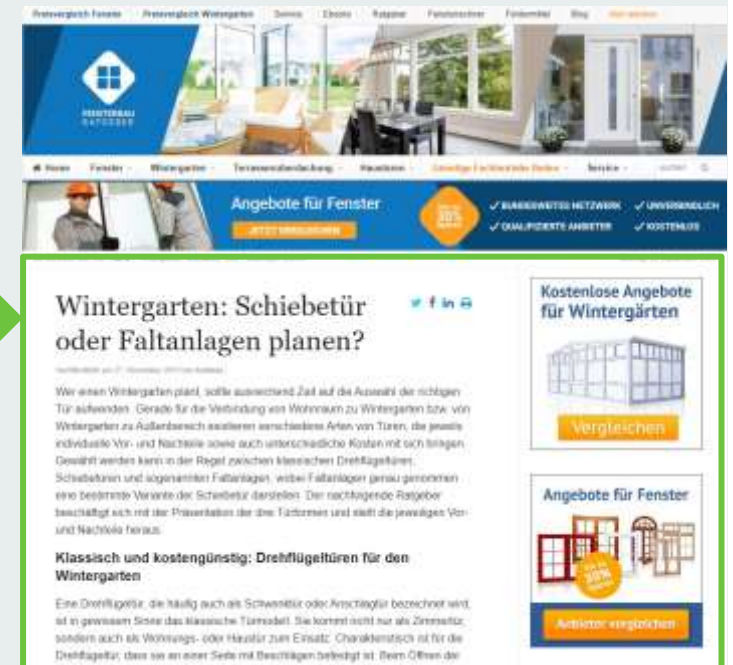 Preisvergleich Fenster Preisvergleich Wintergarten Service Ebooks Ratgeber Fensterrechner Fördermittel Blog
FENSTERBAU
RATGEBER
Home Fenster Wintergarten Terrassenüberdachung Haustüren Service
Angebote für Fenster
JETZT VERGLEICHEN
30%
✓ BUNDESWEITES NETZWERK ✓ UNVERBINDLICH
✓ QUALIFIZIERTE ANBIETER ✓ KOSTENLOS
Wintergarten: Schiebetür
oder Faltanlagen planen?
Wer einen Wintergarten plant, sollte ausreichend Zeit auf die Auswahl der richtigen
Tür aufwenden. Gerade für die Verbindung von Wohnraum zu Wintergarten bzw. von
Wintergarten zu Außenbereich existieren verschiedene Arten von Türen, die jeweils
individuelle Vor- und Nachteile sowie auch unterschiedliche Kosten mit sich bringen.
Gewählt werden kann in der Regel zwischen klassischen Drehflügeltüren,
Schiebetüren und sogenannten Faltanlagen, wobei Faltanlagen genau genommen
eine bestimmte Variante der Schiebetür darstellen. Der nachfolgende Ratgeber
beschäftigt sich mit der Präsentation der drei Türformen und stellt die jeweiligen Vor-
und Nachteile heraus.
Klassisch und kostengünstig: Drehflügeltüren für den
Wintergarten
Eine Drehflügeltür, die häufig auch als Schwenktür oder Anschlagtür bezeichnet wird,
ist in gewissem Sinne das klassische Türmodell. Sie kommt nicht nur als Zimmertür,
sondern auch als Wohnungs- oder Haustür zum Einsatz. Charakteristisch ist für die
Drehflügeltür, dass sie an einer Seite mit Beschlägen befestigt ist. Beim Öffnen der
Kostenlose Angebote
für Wintergärten
Vergleichen
Angebote für Fenster
30%
Anbieter vergleichen